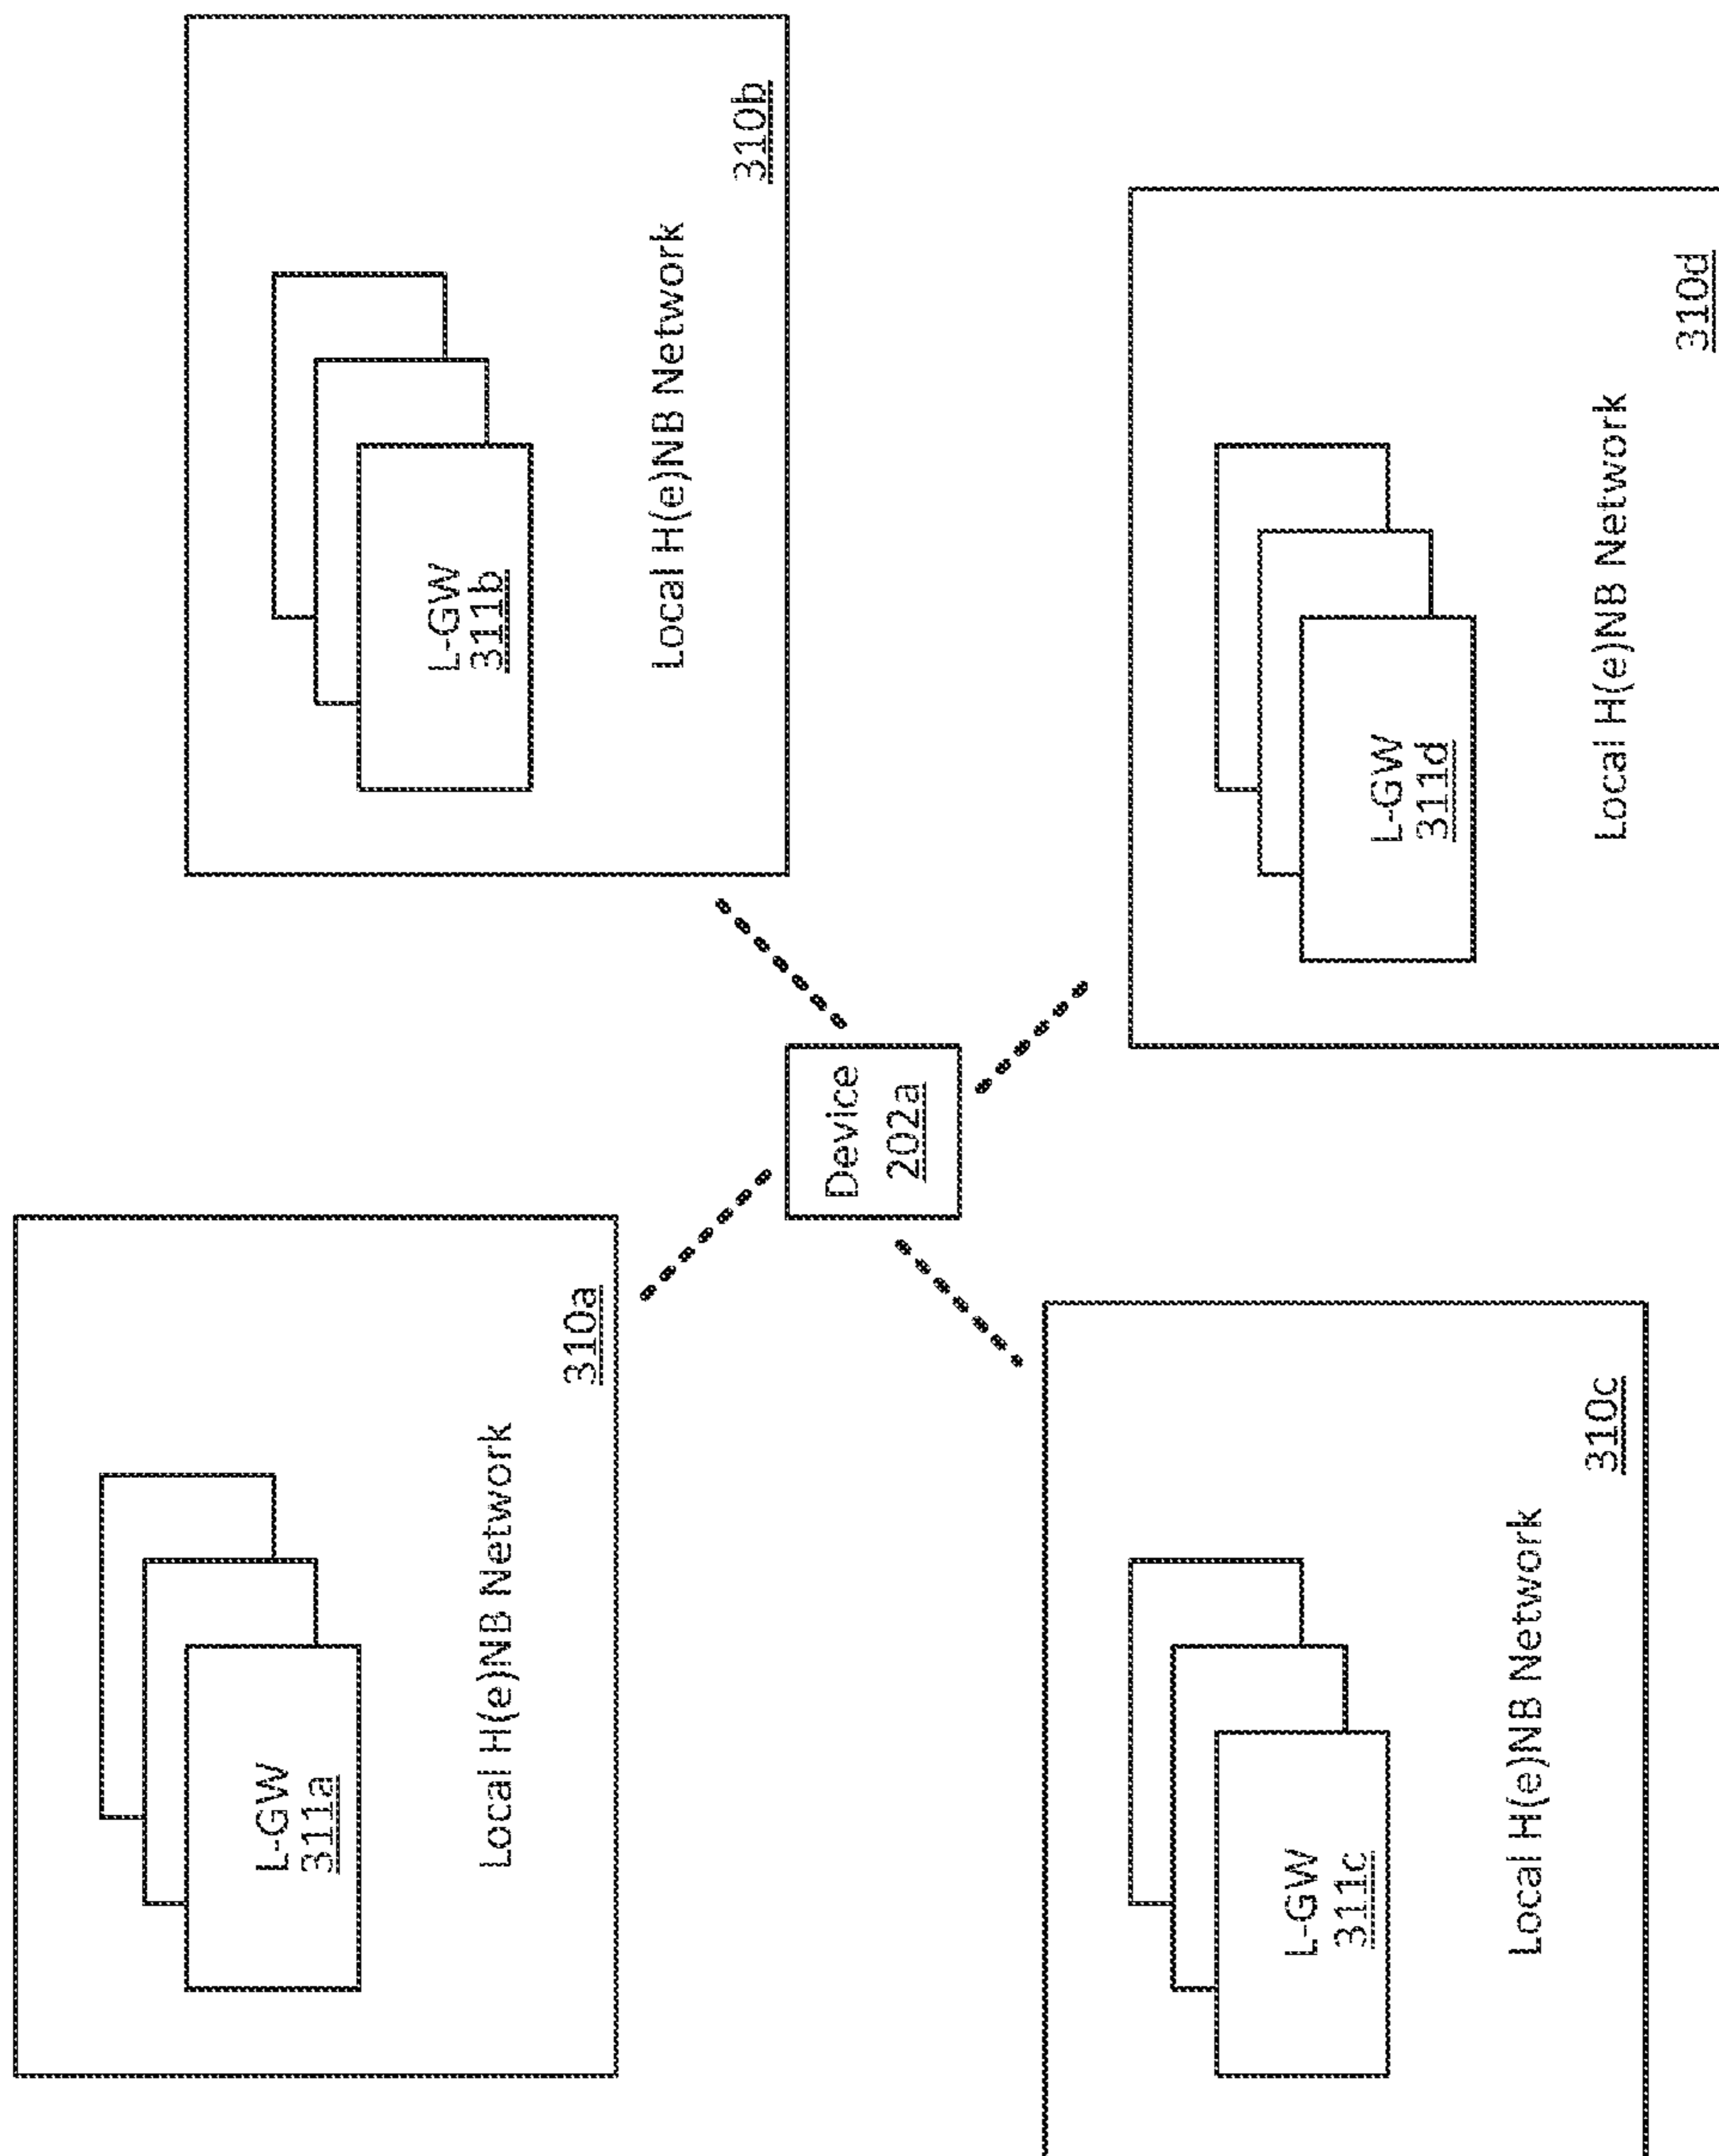 L-GW
311a
Local H(e)NB Network
310a
L-GW
311b
Local H(e)NB Network
310b
Device
202a
L-GW
311c
Local H(e)NB Network
310c
L-GW
311d
Local H(e)NB Network
310d